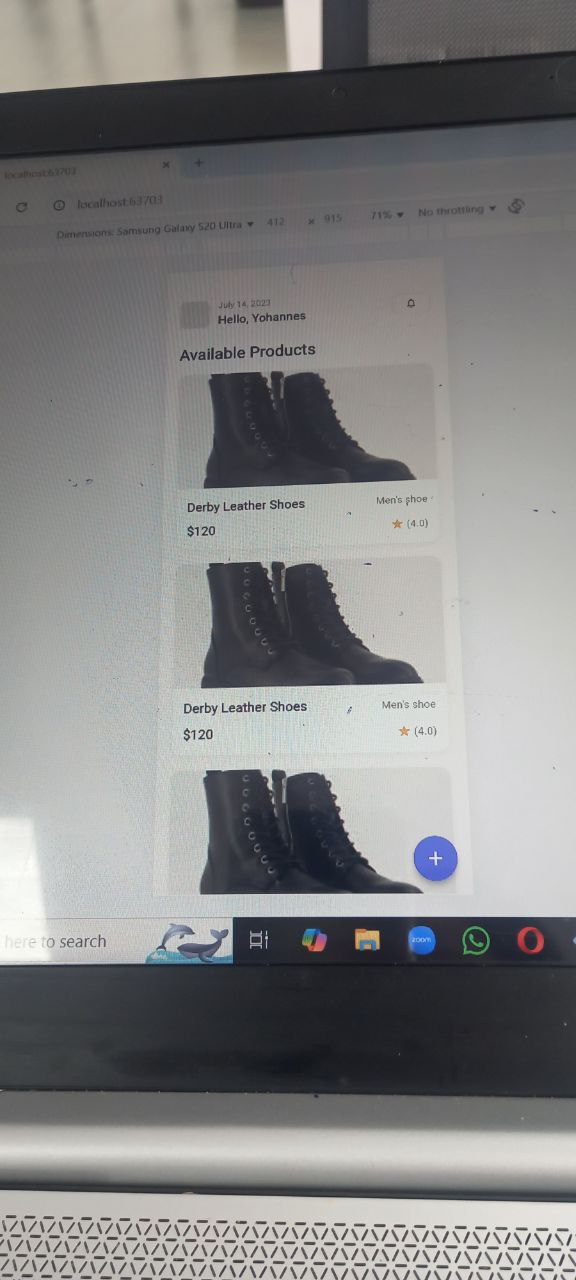 localhost:63703
localhost:63703
Dimensions: Samsung Galaxy S20 Ultra ▼ 412 × 915 71% ▼ No throttling ▼
July 14, 2023
Hello, Yohannes
Available Products
Derby Leather Shoes Men's shoe
$120 (4.0)
Derby Leather Shoes Men's shoe
$120 (4.0)
+
here to search
zoom